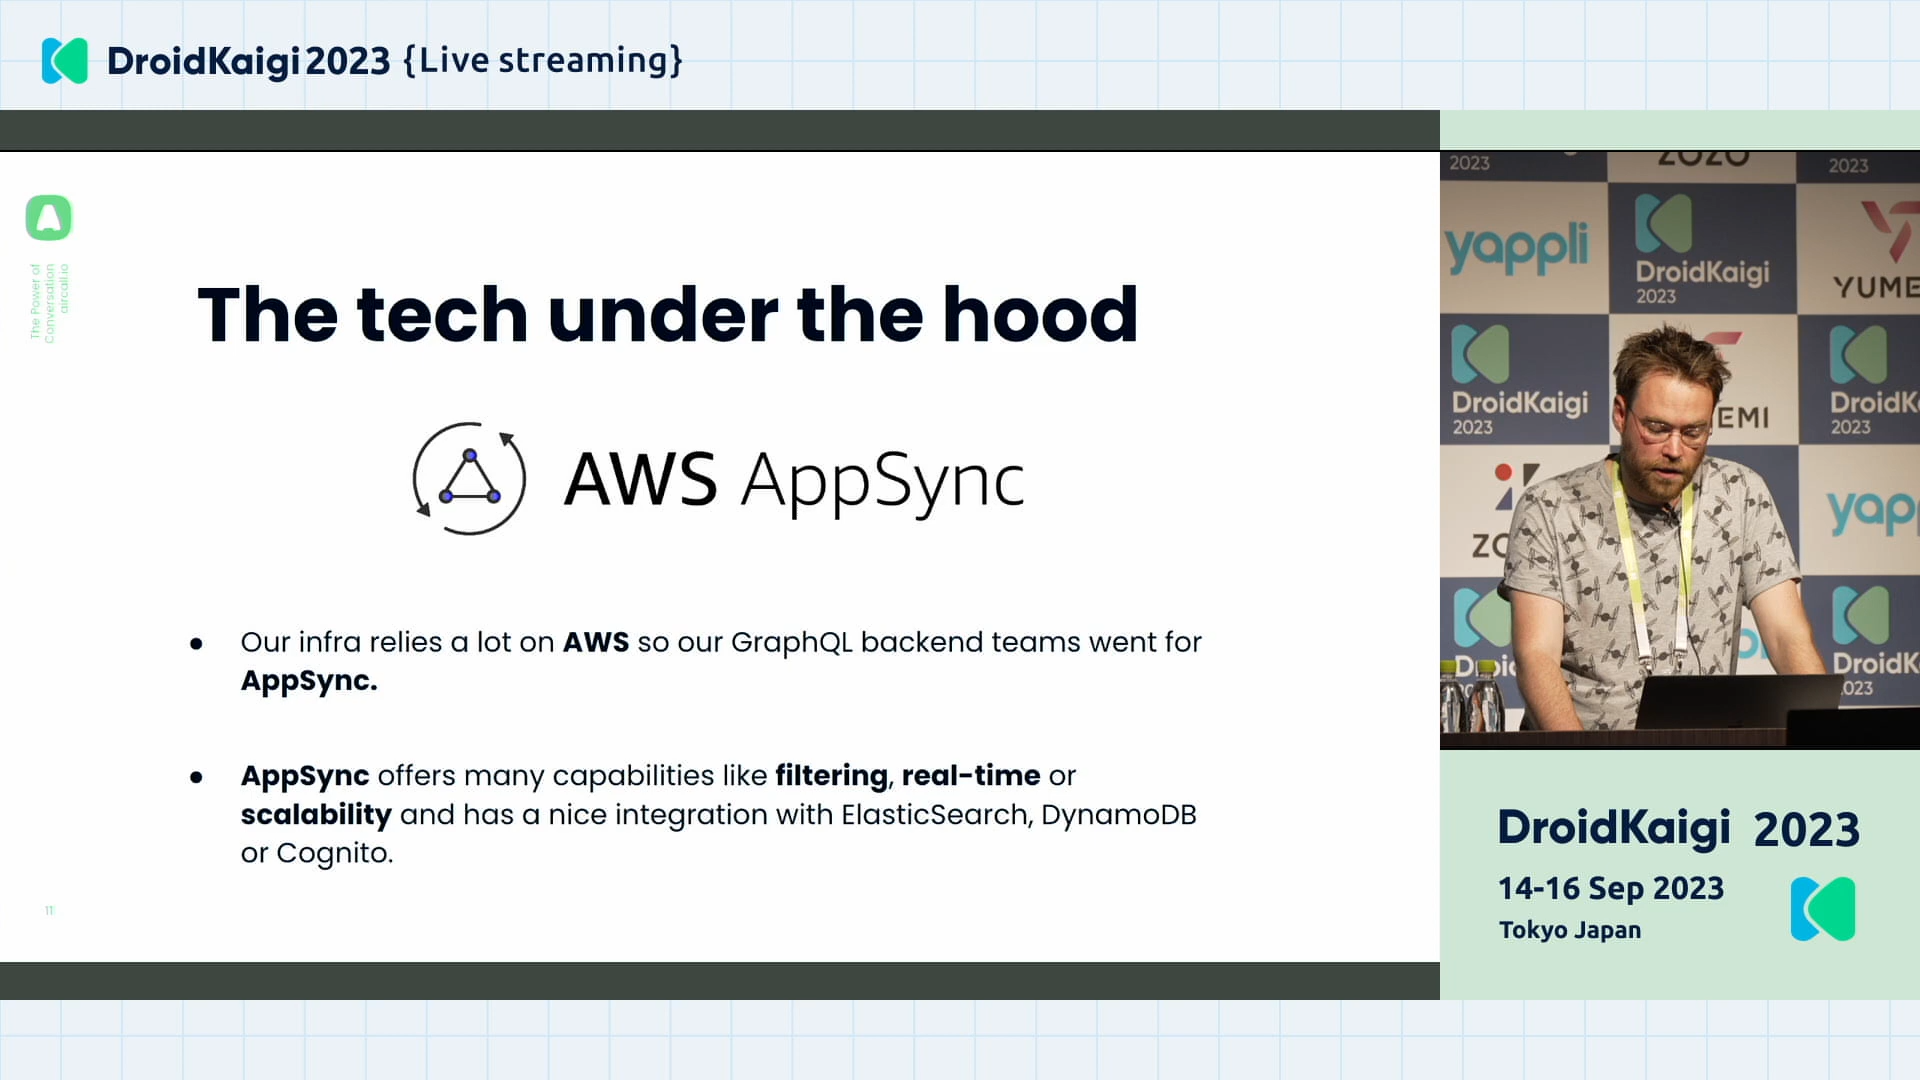 DroidKaigi 2023 {Live streaming}
The Power of
Conversation
aircall.io
The tech under the hood
AWS AppSync
● Our infra relies a lot on AWS so our GraphQL backend teams went for
AppSync.
● AppSync offers many capabilities like filtering, real-time or
scalability and has a nice integration with ElasticSearch, DynamoDB
or Cognito.
11
2023
ZOZO
2023
yappli
DroidKaigi
2023
YUME
DroidKaigi
2023
EMI
DroidK
2023
ZO
yap
DroidK
2023
DroidKaigi 2023
14-16 Sep 2023
Tokyo Japan